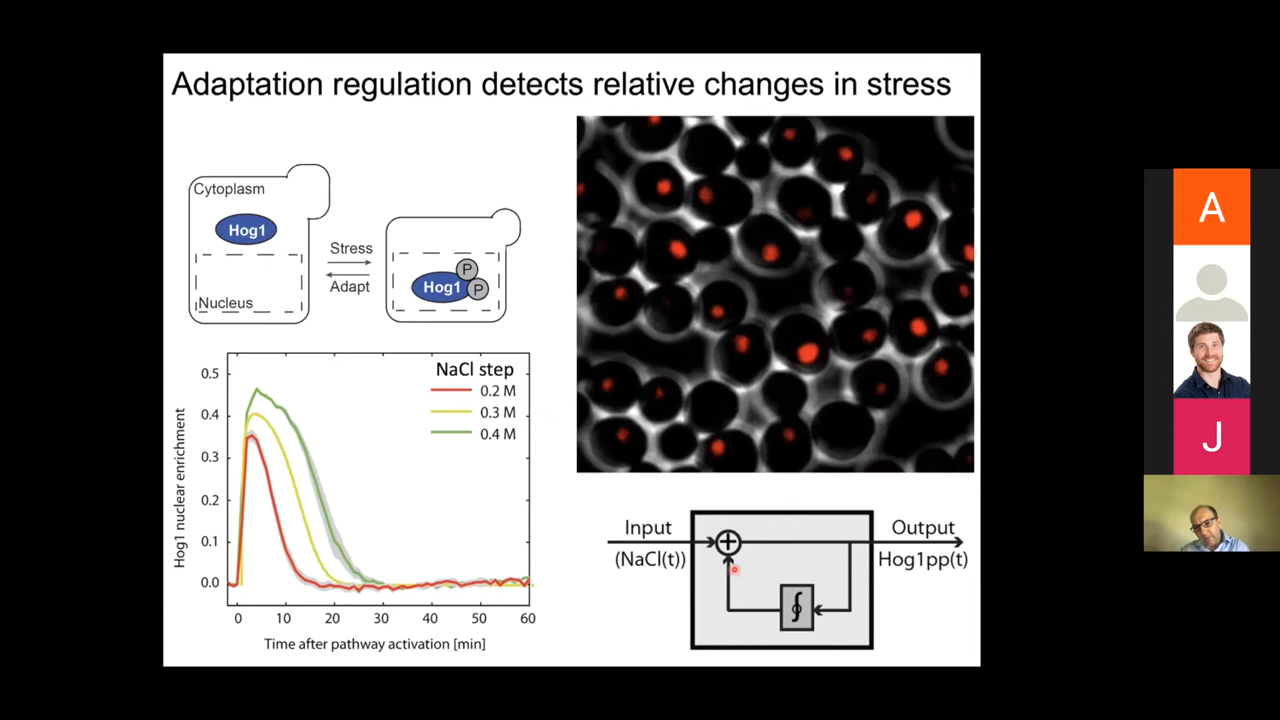 Adaptation regulation detects relative changes in stress
Cytoplasm
Hog1
Nucleus
Stress
Adapt
Hog1
P
P
NaCl step
0.2 M
0.3 M
0.4 M
Hog1 nuclear enrichment
0.5
0.4
0.3
0.2
0.1
0.0
0 10 20 30 40 50 60
Time after pathway activation [min]
Input
(NaCl(t))
+
∮
Output
Hog1pp(t)
A
J